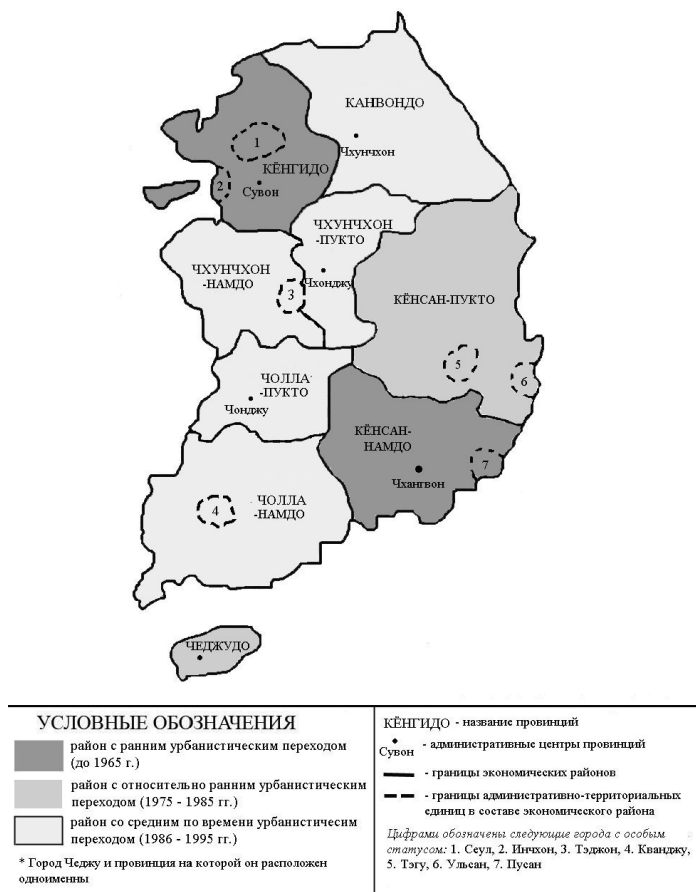 КАНВОНДО
Чхунчхон
1
КЁНГИДО
2
Сувон
ЧХУНЧХОН
-ПУКТО
ЧХУНЧХОН
-НАМДО
Чхонджу
3
КЁНСАН-ПУКТО
5
6
ЧОЛЛА
-ПУКТО
Чонджу
КЁНСАН-
НАМДО
7
Чхангвон
ЧОЛЛА
-НАМДО
4
ЧЕДЖУДО
УСЛОВНЫЕ ОБОЗНАЧЕНИЯ
район с ранним урбанистическим переходом
(до 1965 г.)
район с относительно ранним урбанистическим
переходом (1975 - 1985 гг.)
район со средним по времени урбанистичесим
переходом (1986 - 1995 гг.)
* Город Чеджу и провинция на которой он расположен
одноименны
КЁНГИДО - название провинций
Сувон - административные центры провинций
- границы экономических районов
- границы административно-территориальных
единиц в составе экономического района
Цифрами обозначены следующие города с особым
статусом: 1. Сеул, 2. Инчхон, 3. Тэджон, 4. Кванджу,
5. Тэгу, 6. Ульсан, 7. Пусан